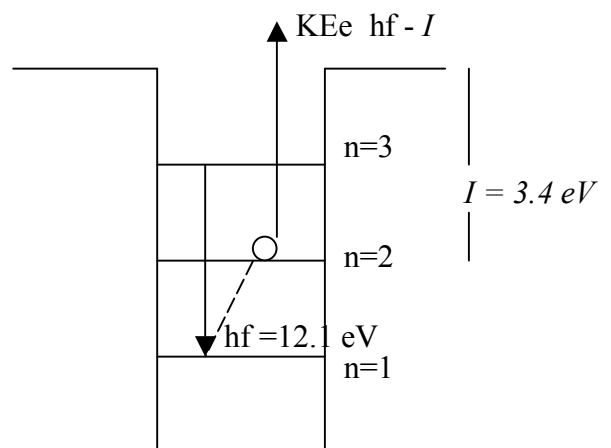 KEe hf - I
n=3
I = 3.4 eV
n=2
hf =12.1 eV
n=1